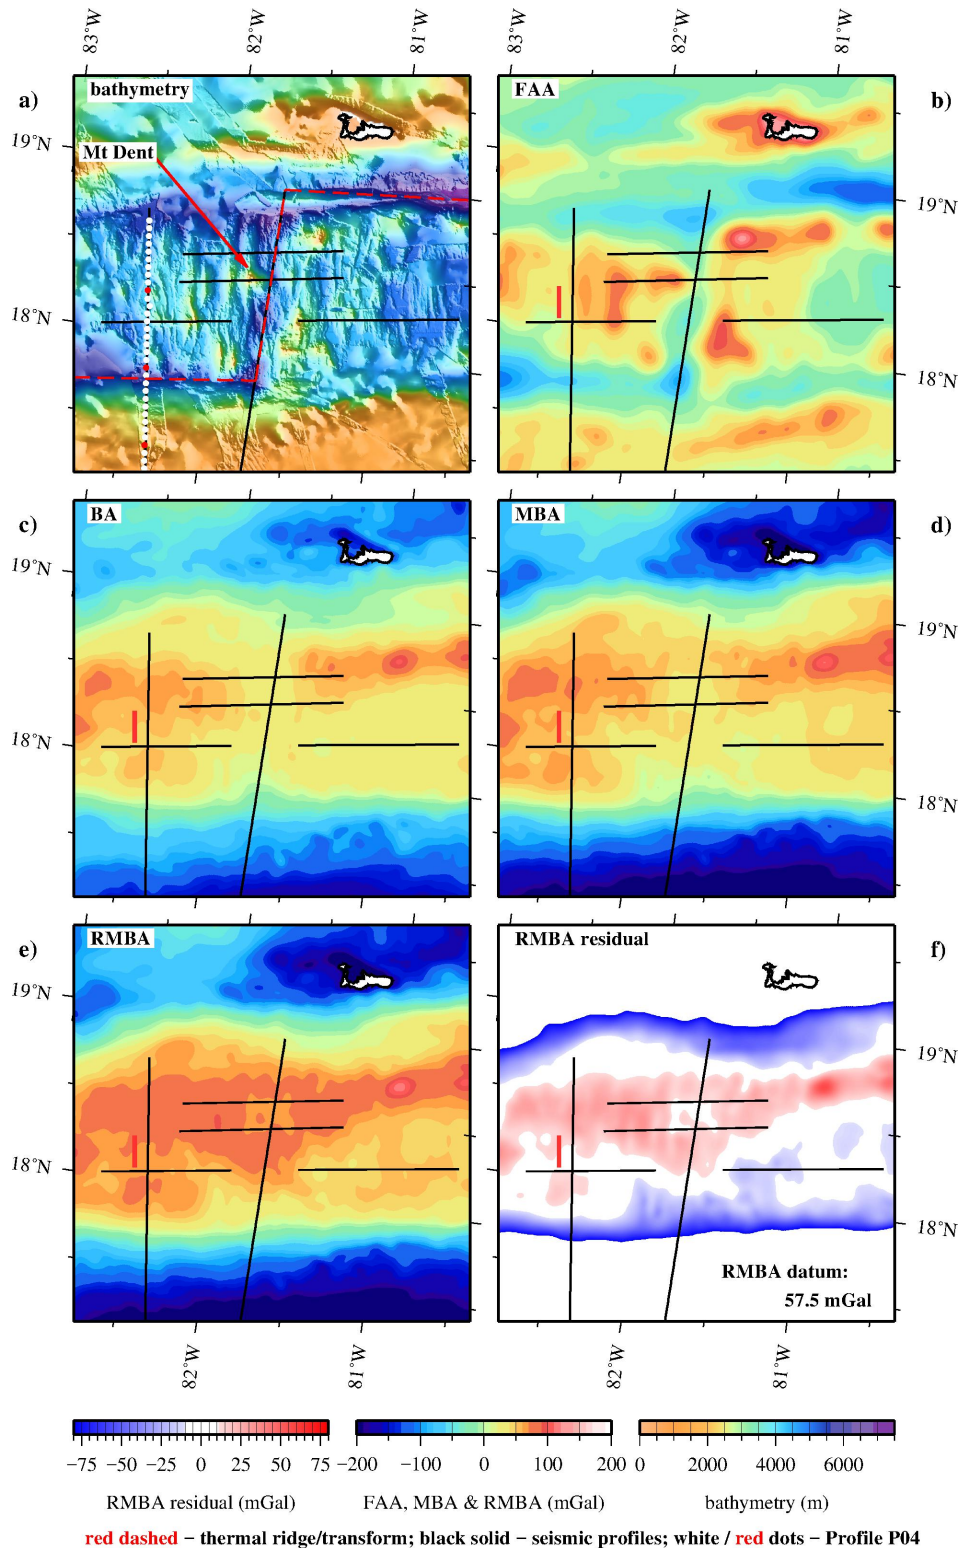 83°W
82°W
81°W
83°W
82°W
81°W
a)
bathymetry
FAA
b)
19°N
Mt Dent
19°N
18°N
18°N
c)
BA
MBA
d)
19°N
19°N
18°N
18°N
e)
RMBA
RMBA residual
f)
19°N
19°N
18°N
18°N
RMBA datum:
57.5 mGal
82°W
81°W
82°W
81°W
−75 −50 −25 0 25 50 75
−200 −100 0 100 200
0 2000 4000 6000
RMBA residual (mGal)
FAA, MBA & RMBA (mGal)
bathymetry (m)
red dashed − thermal ridge/transform; black solid − seismic profiles; white / red dots − Profile P04